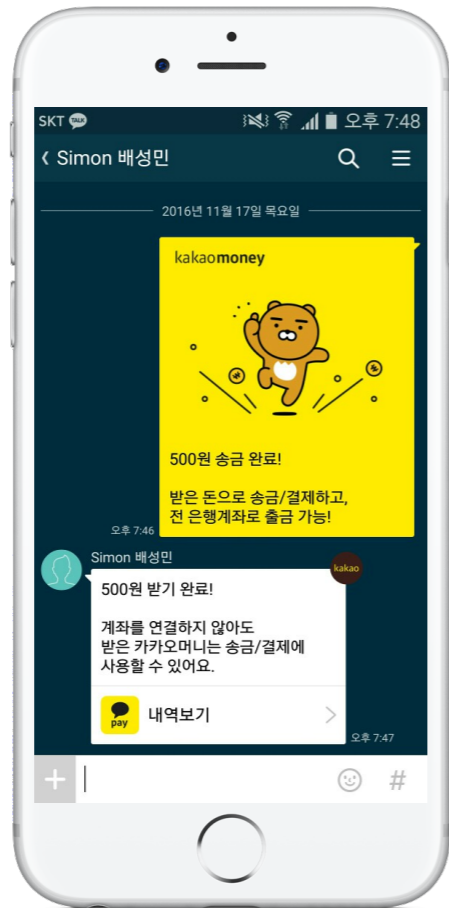 SKT TALK 오후 7:48
Simon 배성민
2016년 11월 17일 목요일
kakaomoney
500원 송금 완료!
받은 돈으로 송금/결제하고,
전 은행계좌로 출금 가능!
오후 7:46
Simon 배성민
kakao
500원 받기 완료!
계좌를 연결하지 않아도
받은 카카오머니는 송금/결제에
사용할 수 있어요.
pay 내역보기
오후 7:47
#